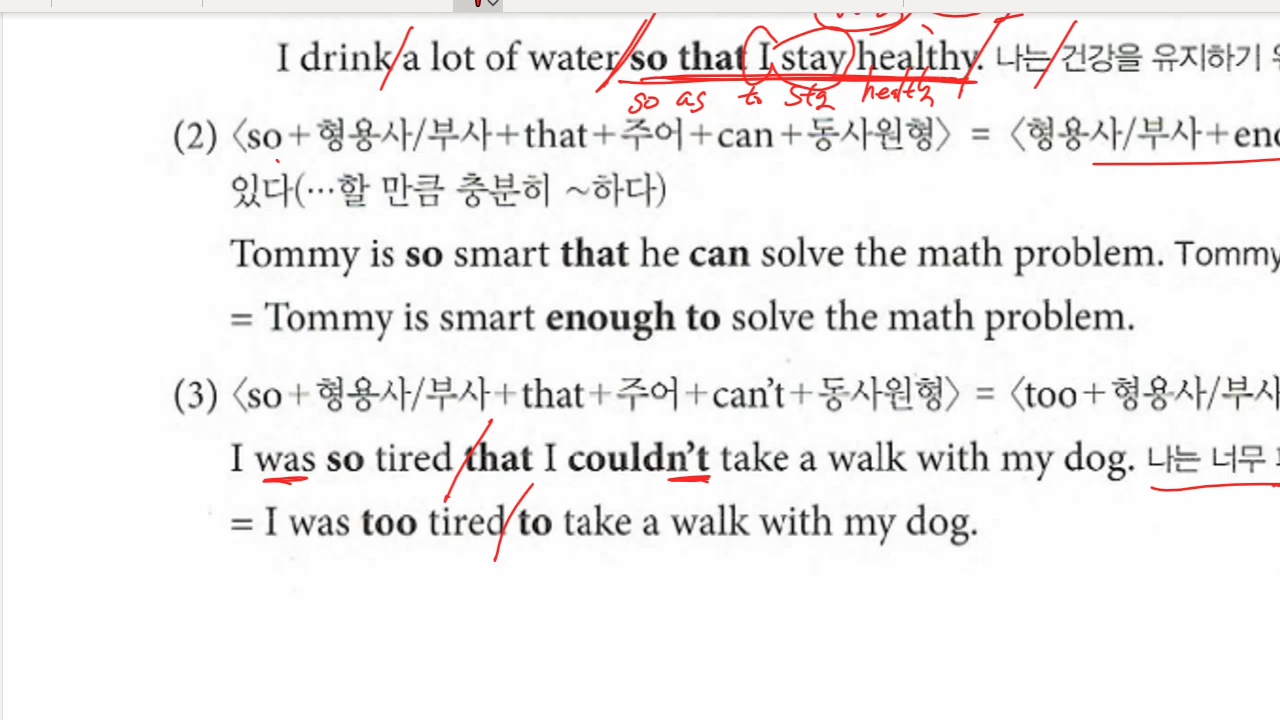 I drink a lot of water so that I stay healthy. 나는 건강을 유지하기
so as to stay health
(2) 〈so+형용사/부사+that+주어+can+동사원형〉 = 〈형용사/부사+eno
있다(…할 만큼 충분히 ~하다)
Tommy is so smart that he can solve the math problem. Tommy
= Tommy is smart enough to solve the math problem.
(3) 〈so+형용사/부사+that+주어+can't+동사원형〉 = 〈too+형용사/부사
I was so tired that I couldn't take a walk with my dog. 나는 너무
= I was too tired to take a walk with my dog.